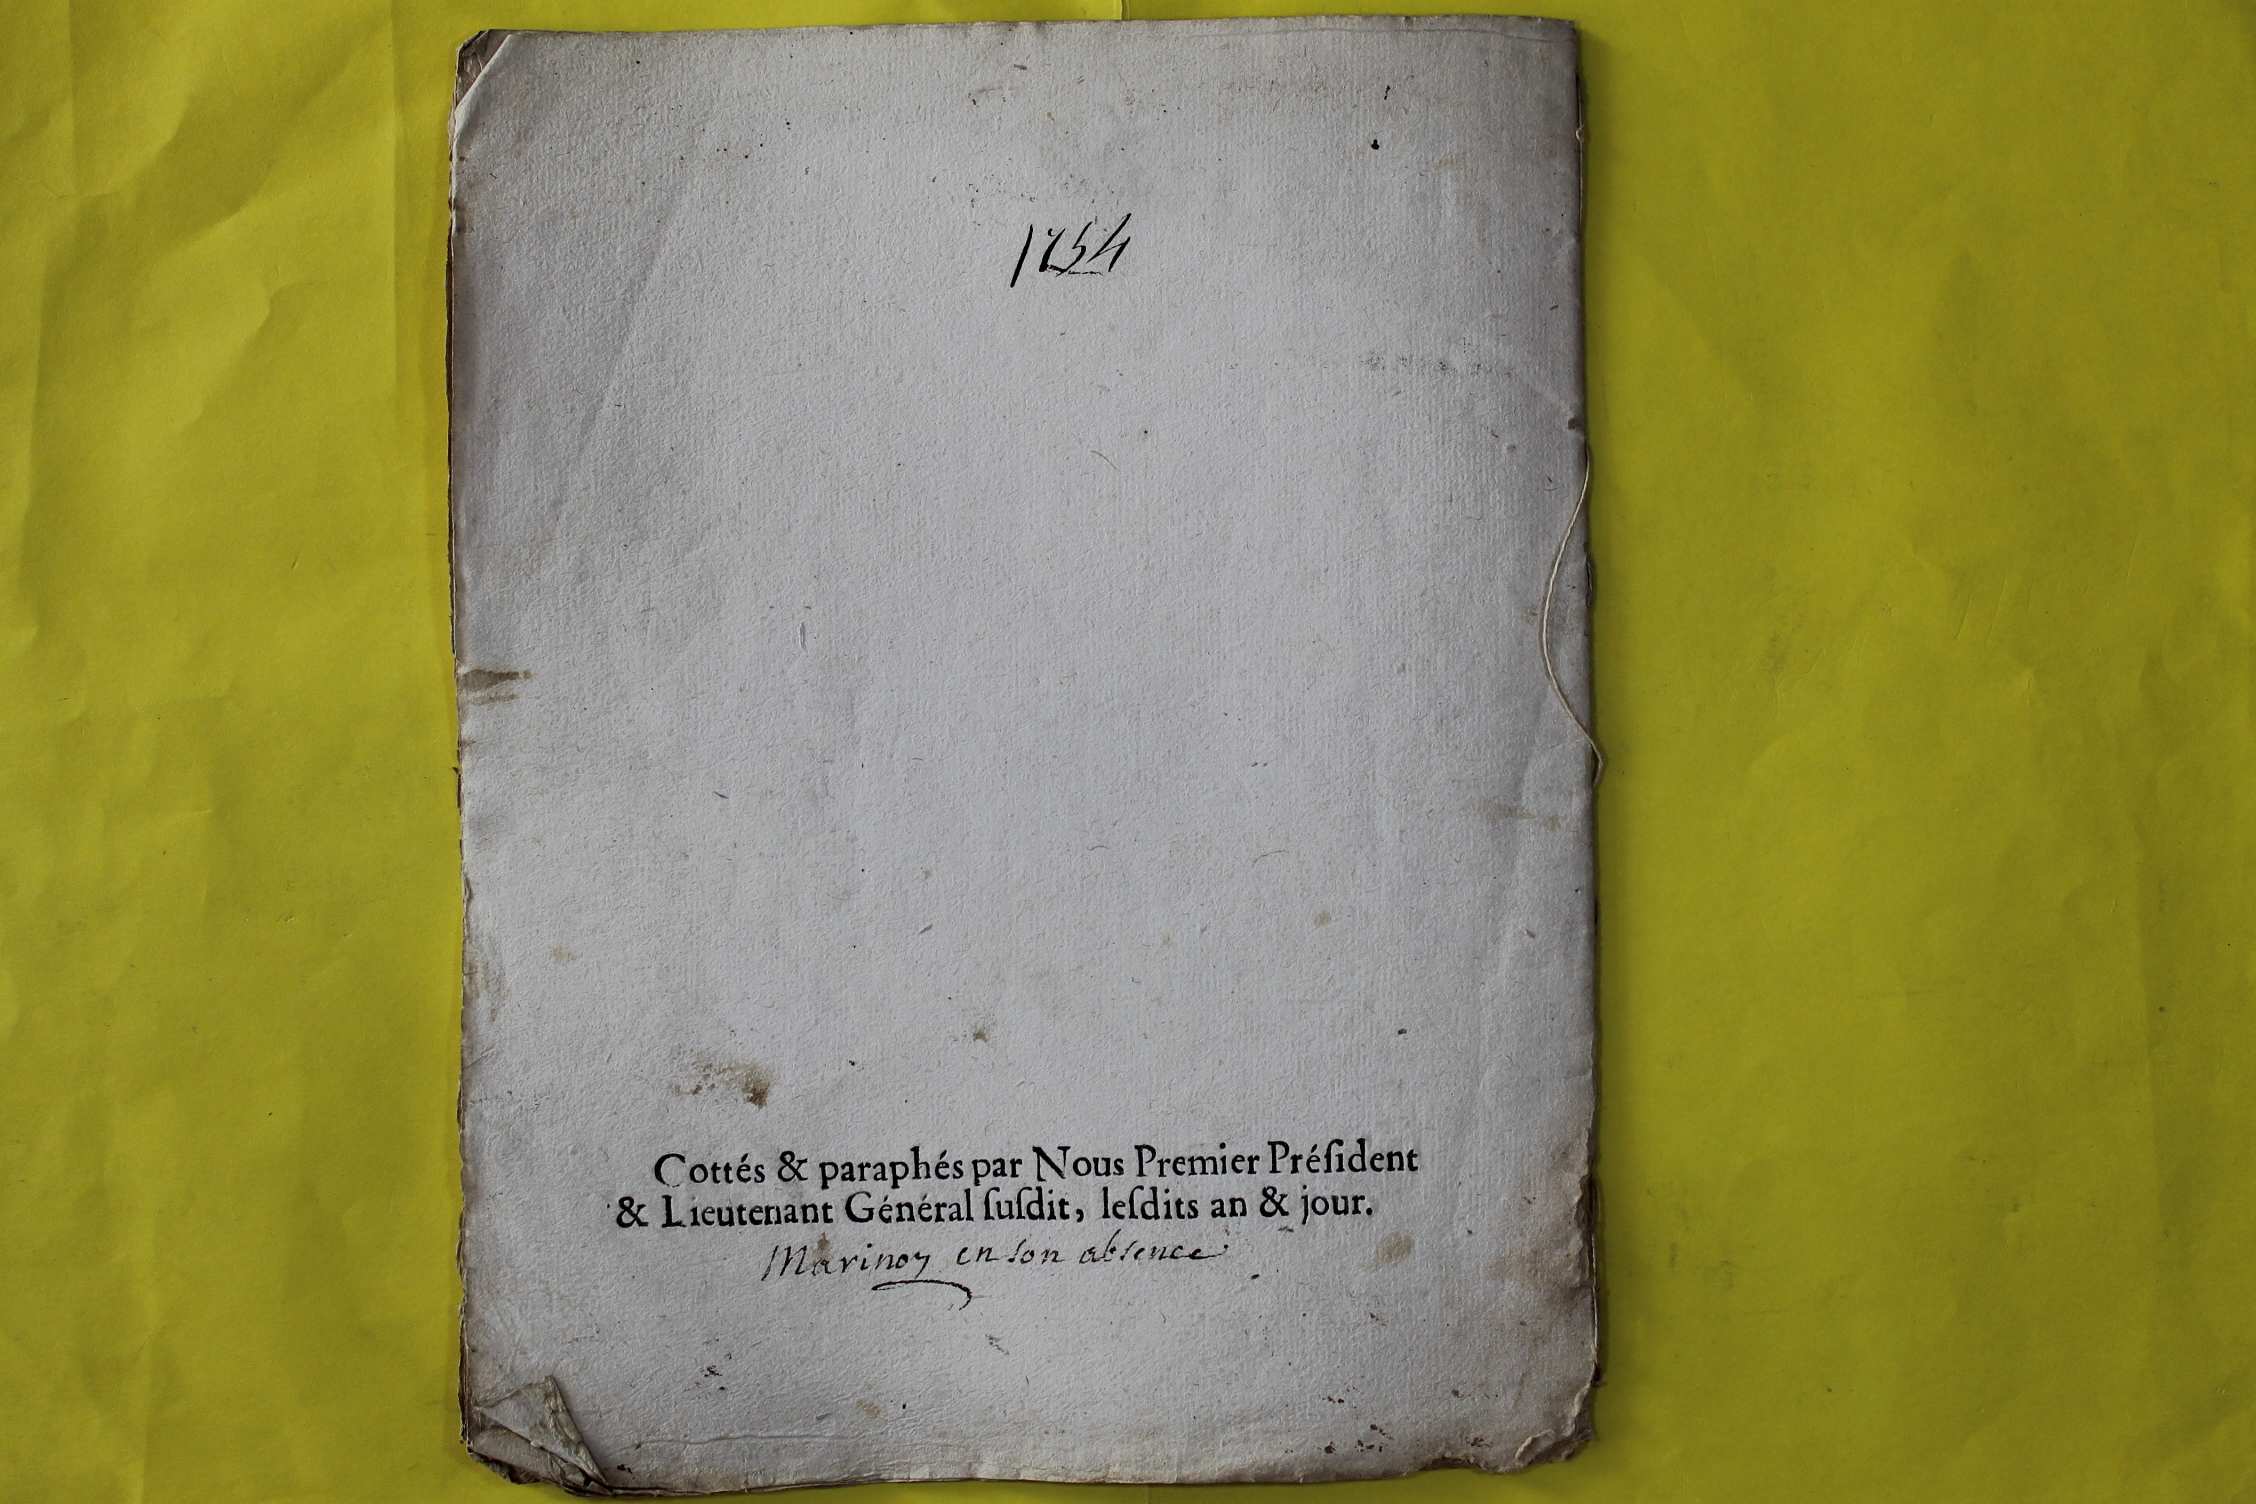 1754
Cottés & paraphés par Nous Premier Préſident
& Lieutenant Général ſuſdit, leſdits an & jour.
Marinoy en son absence